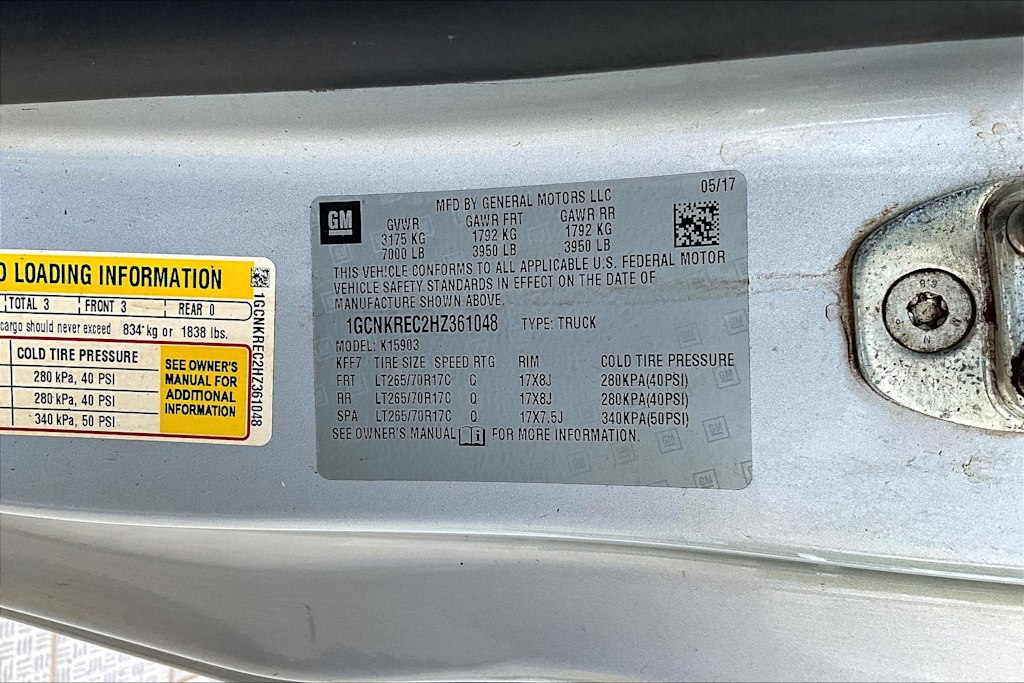 GM
05/17
MFD BY GENERAL MOTORS LLC
GVWR GAWR FRT GAWR RR
3175 KG 1792 KG 1792 KG
7000 LB 3950 LB 3950 LB
THIS VEHICLE CONFORMS TO ALL APPLICABLE U.S. FEDERAL MOTOR
VEHICLE SAFETY STANDARDS IN EFFECT ON THE DATE OF
MANUFACTURE SHOWN ABOVE.
1GCNKREC2HZ361048 TYPE: TRUCK
MODEL: K15903
KFF7 TIRE SIZE SPEED RTG RIM COLD TIRE PRESSURE
FRT LT265/70R17C Q 17X8J 280KPA(40PSI)
RR LT265/70R17C Q 17X8J 280KPA(40PSI)
SPA LT265/70R17C Q 17X7.5J 340KPA(50PSI)
SEE OWNER'S MANUAL FOR MORE INFORMATION.
LOADING INFORMATION
TOTAL 3 FRONT 3 REAR 0
cargo should never exceed 834 kg or 1838 lbs.
COLD TIRE PRESSURE
280 kPa, 40 PSI
280 kPa, 40 PSI
340 kPa, 50 PSI
SEE OWNER'S
MANUAL FOR
ADDITIONAL
INFORMATION
1GCNKREC2HZ361048